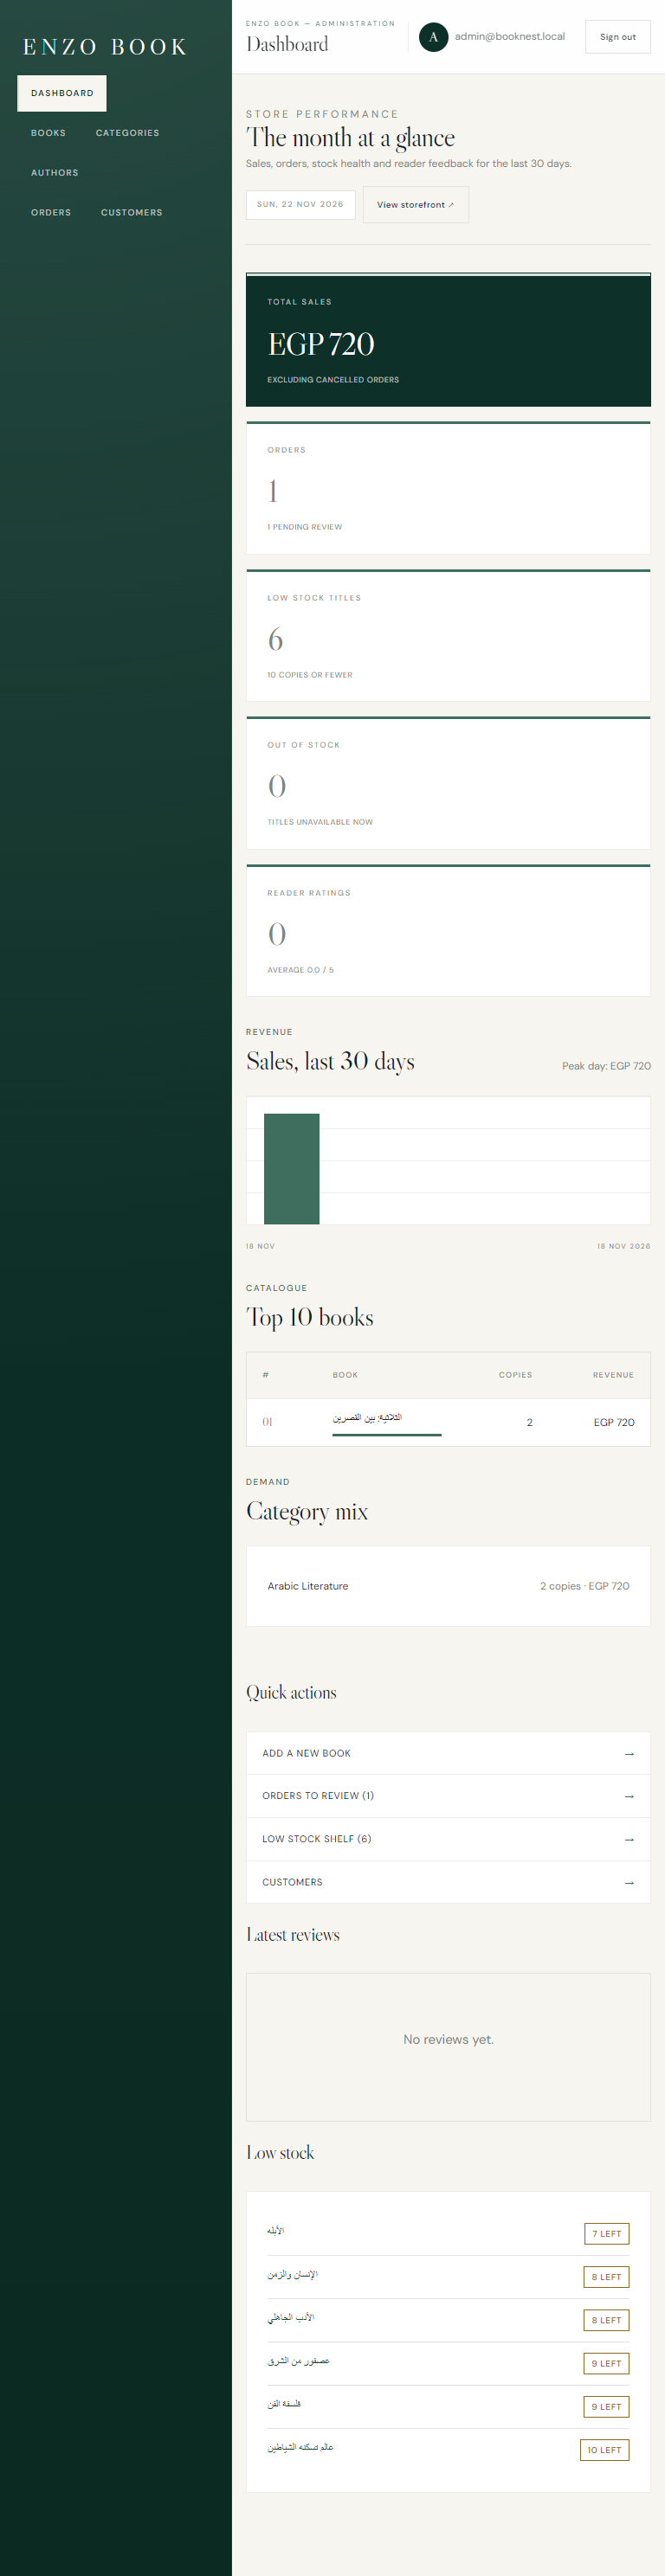 ENZO BOOK
DASHBOARD
BOOKS CATEGORIES
AUTHORS
ORDERS CUSTOMERS
ENZO BOOK — ADMINISTRATION
Dashboard
A admin@booknest.local
Sign out
STORE PERFORMANCE
The month at a glance
Sales, orders, stock health and reader feedback for the last 30 days.
SUN, 22 NOV 2026
View storefront ↗
TOTAL SALES
EGP 720
EXCLUDING CANCELLED ORDERS
ORDERS
1
1 PENDING REVIEW
LOW STOCK TITLES
6
10 COPIES OR FEWER
OUT OF STOCK
0
TITLES UNAVAILABLE NOW
READER RATINGS
0
AVERAGE 0.0 / 5
REVENUE
Sales, last 30 days
Peak day: EGP 720
18 NOV 18 NOV 2026
CATALOGUE
Top 10 books
# BOOK COPIES REVENUE
01 الثلاثية: بين القصرين 2 EGP 720
DEMAND
Category mix
Arabic Literature 2 copies · EGP 720
Quick actions
ADD A NEW BOOK →
ORDERS TO REVIEW (1) →
LOW STOCK SHELF (6) →
CUSTOMERS →
Latest reviews
No reviews yet.
Low stock
الأبله 7 LEFT
الإنسان والزمن 8 LEFT
الأدب الجاهلي 8 LEFT
عصفور من الشرق 9 LEFT
فلسفة الفن 9 LEFT
عالم تسكنه الشياطين 10 LEFT